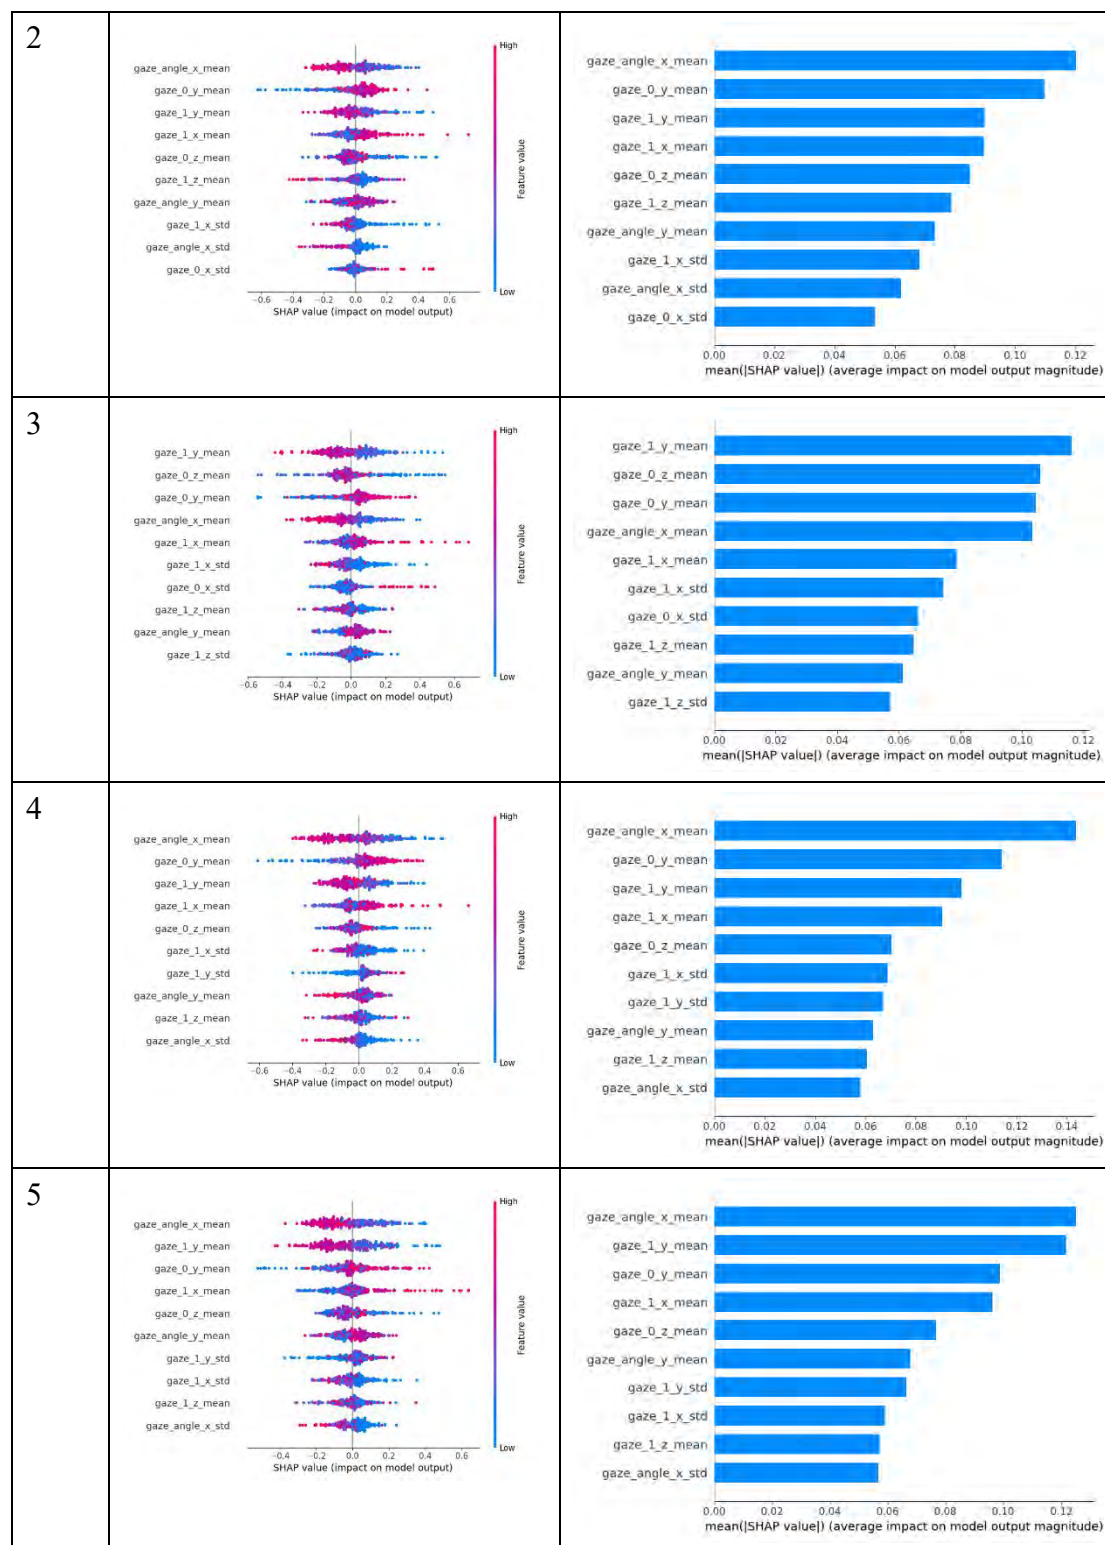 2
High
gaze_angle_x_mean
gaze_0_y_mean
gaze_1_y_mean
gaze_1_x_mean
gaze_0_z_mean
gaze_1_z_mean
gaze_angle_y_mean
gaze_1_x_std
gaze_angle_x_std
gaze_0_x_std
Feature value
Low
−0.6 −0.4 −0.2 0.0 0.2 0.4 0.6
SHAP value (impact on model output)
gaze_angle_x_mean
gaze_0_y_mean
gaze_1_y_mean
gaze_1_x_mean
gaze_0_z_mean
gaze_1_z_mean
gaze_angle_y_mean
gaze_1_x_std
gaze_angle_x_std
gaze_0_x_std
0.00 0.02 0.04 0.06 0.08 0.10 0.12
mean(|SHAP value|) (average impact on model output magnitude)
3
High
gaze_1_y_mean
gaze_0_z_mean
gaze_0_y_mean
gaze_angle_x_mean
gaze_1_x_mean
gaze_1_x_std
gaze_0_x_std
gaze_1_z_mean
gaze_angle_y_mean
gaze_1_z_std
Feature value
Low
−0.6 −0.4 −0.2 0.0 0.2 0.4 0.6
SHAP value (impact on model output)
gaze_1_y_mean
gaze_0_z_mean
gaze_0_y_mean
gaze_angle_x_mean
gaze_1_x_mean
gaze_1_x_std
gaze_0_x_std
gaze_1_z_mean
gaze_angle_y_mean
gaze_1_z_std
0.00 0.02 0.04 0.06 0.08 0.10 0.12
mean(|SHAP value|) (average impact on model output magnitude)
4
High
gaze_angle_x_mean
gaze_0_y_mean
gaze_1_y_mean
gaze_1_x_mean
gaze_0_z_mean
gaze_1_x_std
gaze_1_y_std
gaze_angle_y_mean
gaze_1_z_mean
gaze_angle_x_std
Feature value
Low
−0.6 −0.4 −0.2 0.0 0.2 0.4 0.6
SHAP value (impact on model output)
gaze_angle_x_mean
gaze_0_y_mean
gaze_1_y_mean
gaze_1_x_mean
gaze_0_z_mean
gaze_1_x_std
gaze_1_y_std
gaze_angle_y_mean
gaze_1_z_mean
gaze_angle_x_std
0.00 0.02 0.04 0.06 0.08 0.10 0.12 0.14
mean(|SHAP value|) (average impact on model output magnitude)
5
High
gaze_angle_x_mean
gaze_1_y_mean
gaze_0_y_mean
gaze_1_x_mean
gaze_0_z_mean
gaze_angle_y_mean
gaze_1_y_std
gaze_1_x_std
gaze_1_z_mean
gaze_angle_x_std
Feature value
Low
−0.4 −0.2 0.0 0.2 0.4 0.6
SHAP value (impact on model output)
gaze_angle_x_mean
gaze_1_y_mean
gaze_0_y_mean
gaze_1_x_mean
gaze_0_z_mean
gaze_angle_y_mean
gaze_1_y_std
gaze_1_x_std
gaze_1_z_mean
gaze_angle_x_std
0.00 0.02 0.04 0.06 0.08 0.10 0.12
mean(|SHAP value|) (average impact on model output magnitude)